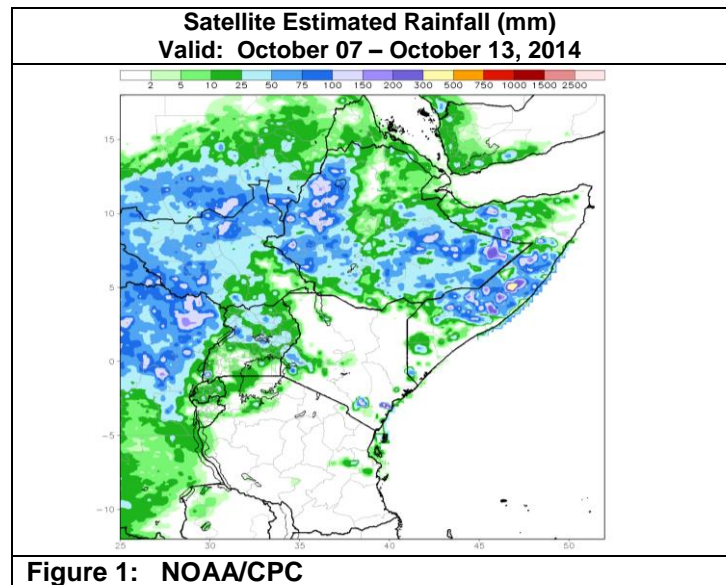 Satellite Estimated Rainfall (mm)
Valid: October 07 – October 13, 2014
2 5 10 25 50 75 100 150 200 300 500 750 1000 1500 2500
15
10
5
0
−5
−10
25 30 35 40 45 50
Figure 1: NOAA/CPC